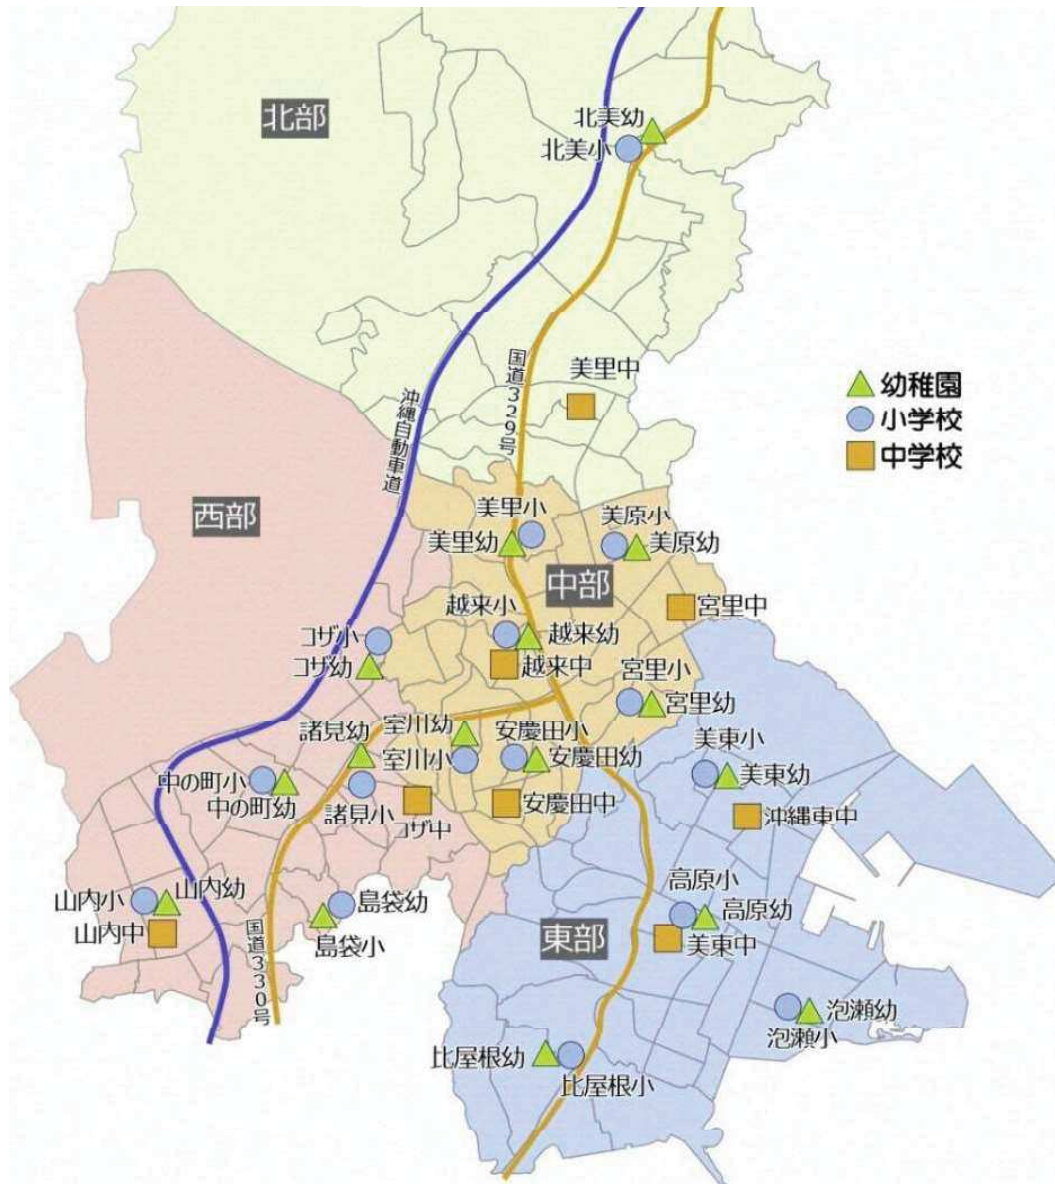 北部
北美幼
北美小
国道329号
美里中
沖縄自動車道
幼稚園
小学校
中学校
西部
美里小
美里幼
美原小
美原幼
中部
越来小
越来幼
越来中
宮里中
コザ小
コザ幼
宮里小
宮里幼
諸見幼
室川幼
室川小
安慶田小
安慶田幼
美東小
美東幼
中の町小
中の町幼
諸見小
コザ中
安慶田中
沖縄東中
山内小
山内幼
山内中
島袋幼
島袋小
国道330号
高原小
高原幼
東部
美東中
泡瀬幼
泡瀬小
比屋根幼
比屋根小